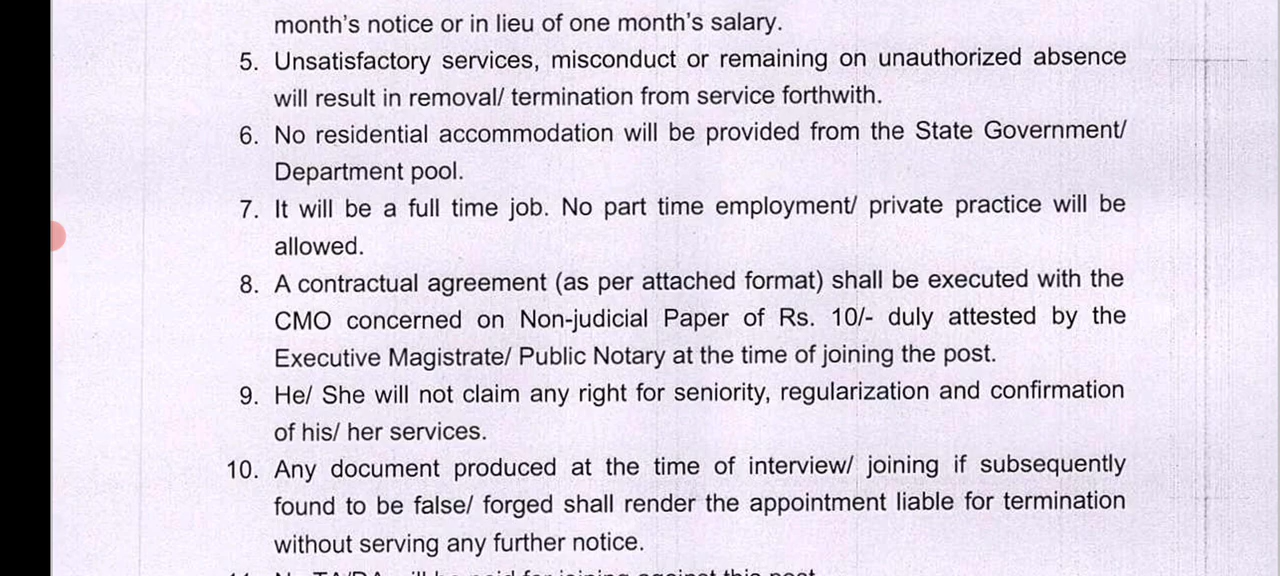 month's notice or in lieu of one month's salary.
5. Unsatisfactory services, misconduct or remaining on unauthorized absence
will result in removal/ termination from service forthwith.
6. No residential accommodation will be provided from the State Government/
Department pool.
7. It will be a full time job. No part time employment/ private practice will be
allowed.
8. A contractual agreement (as per attached format) shall be executed with the
CMO concerned on Non-judicial Paper of Rs. 10/- duly attested by the
Executive Magistrate/ Public Notary at the time of joining the post.
9. He/ She will not claim any right for seniority, regularization and confirmation
of his/ her services.
10. Any document produced at the time of interview/ joining if subsequently
found to be false/ forged shall render the appointment liable for termination
without serving any further notice.